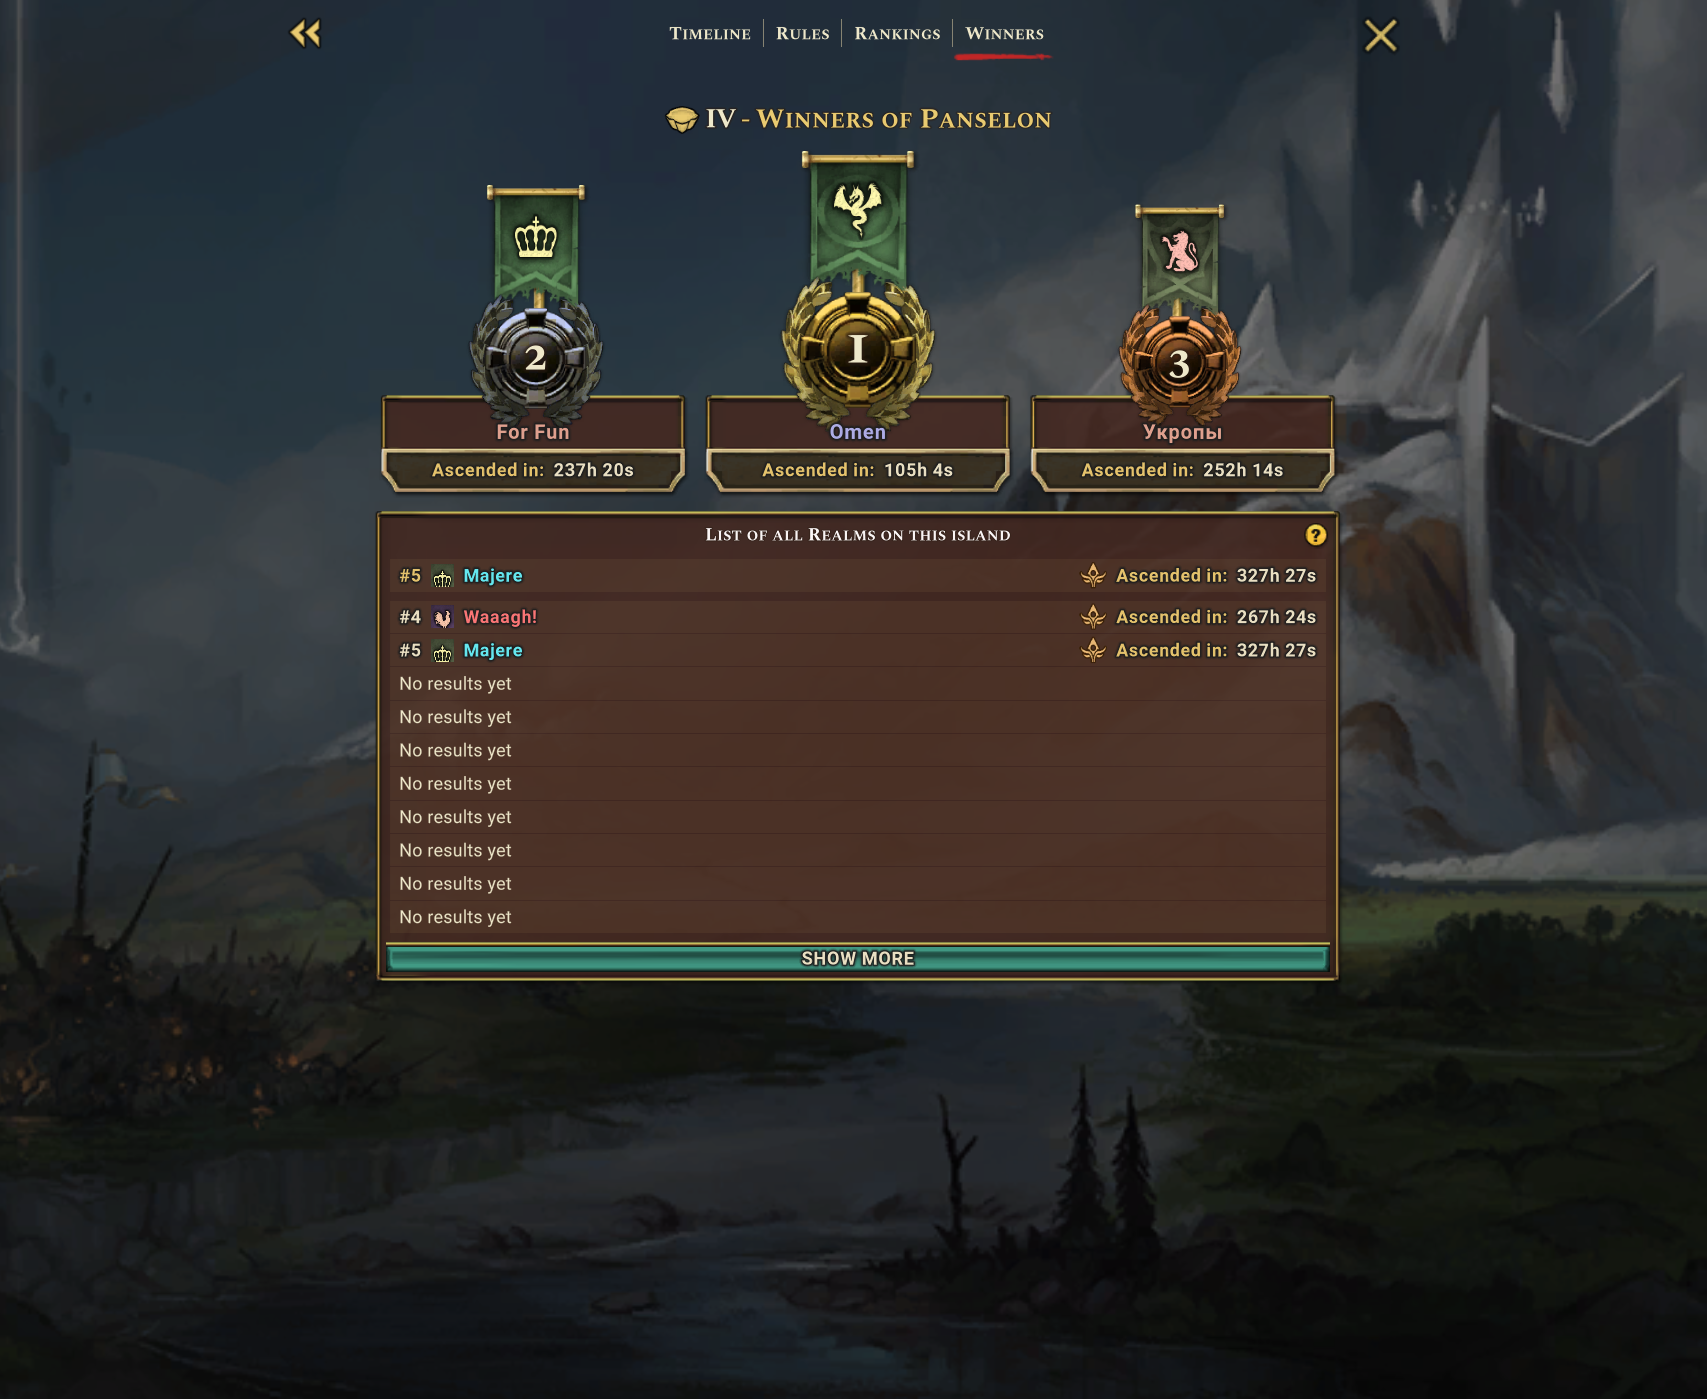 Timeline
Rules
Rankings
Winners
IV - Winners of Panselon
2
1
3
For Fun
Ascended in: 237h 20s
Omen
Ascended in: 105h 4s
Укропы
Ascended in: 252h 14s
List of all Realms on this island
?
#5 Majere Ascended in: 327h 27s
#4 Waaagh! Ascended in: 267h 24s
#5 Majere Ascended in: 327h 27s
No results yet
No results yet
No results yet
No results yet
No results yet
No results yet
No results yet
No results yet
SHOW MORE